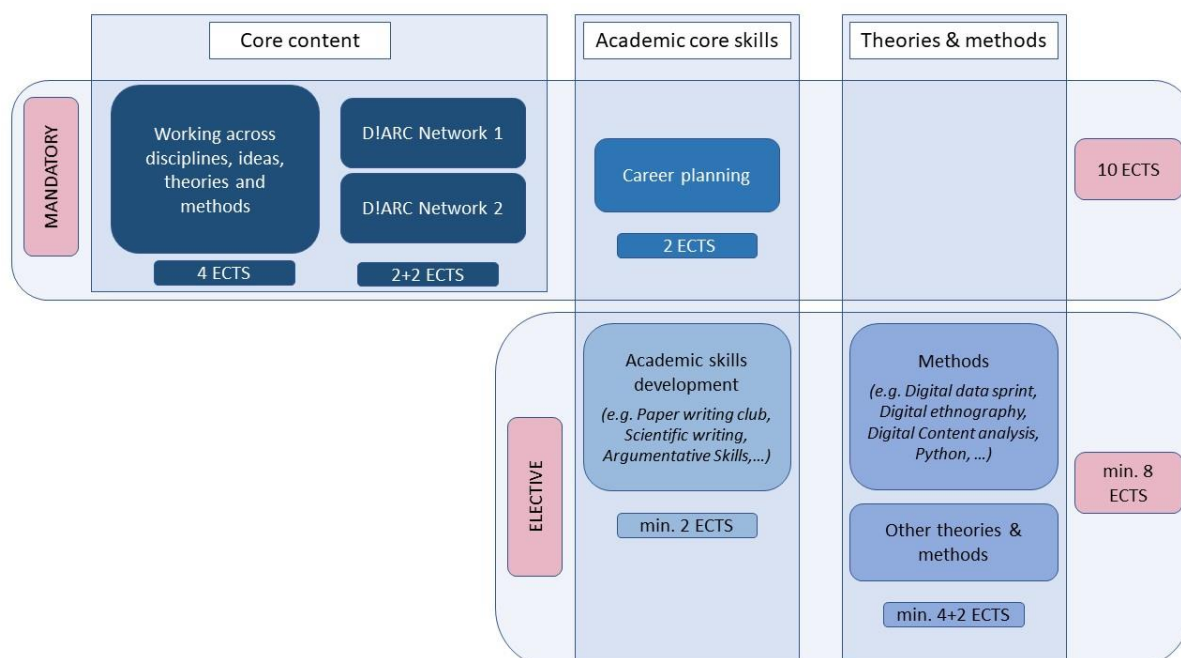 Core content
Academic core skills
Theories & methods
MANDATORY
Working across
disciplines, ideas,
theories and
methods
4 ECTS
D!ARC Network 1
D!ARC Network 2
2+2 ECTS
Career planning
2 ECTS
10 ECTS
ELECTIVE
Academic skills
development
(e.g. Paper writing club,
Scientific writing,
Argumentative Skills,...)
min. 2 ECTS
Methods
(e.g. Digital data sprint,
Digital ethnography,
Digital Content analysis,
Python, ...)
Other theories &
methods
min. 4+2 ECTS
min. 8
ECTS